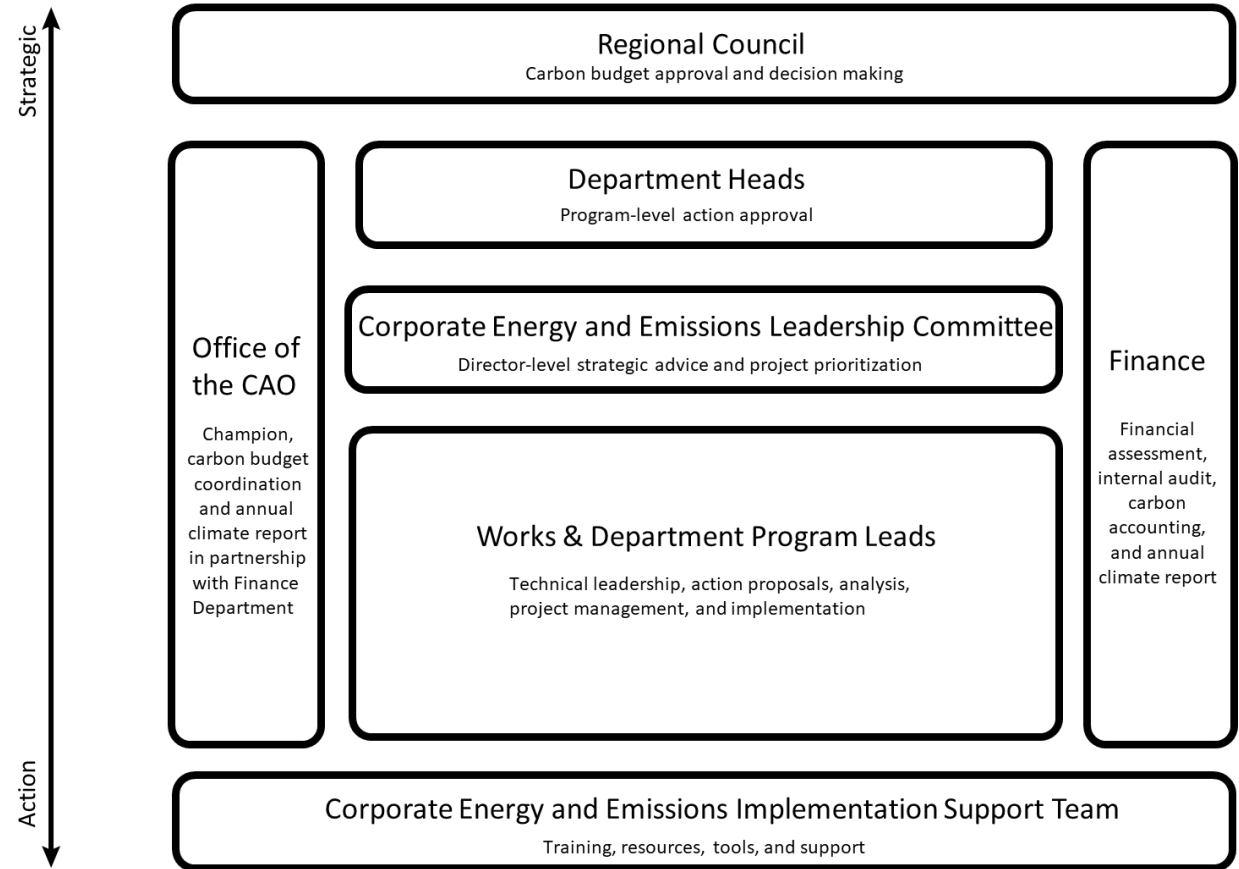 Strategic
Regional Council
Carbon budget approval and decision making
Department Heads
Program-level action approval
Corporate Energy and Emissions Leadership Committee
Director-level strategic advice and project prioritization
Office of
the CAO
Champion,
carbon budget
coordination
and annual
climate report
in partnership
with Finance
Department
Works & Department Program Leads
Technical leadership, action proposals, analysis,
project management, and implementation
Finance
Financial
assessment,
internal audit,
carbon
accounting,
and annual
climate report
Action
Corporate Energy and Emissions Implementation Support Team
Training, resources, tools, and support